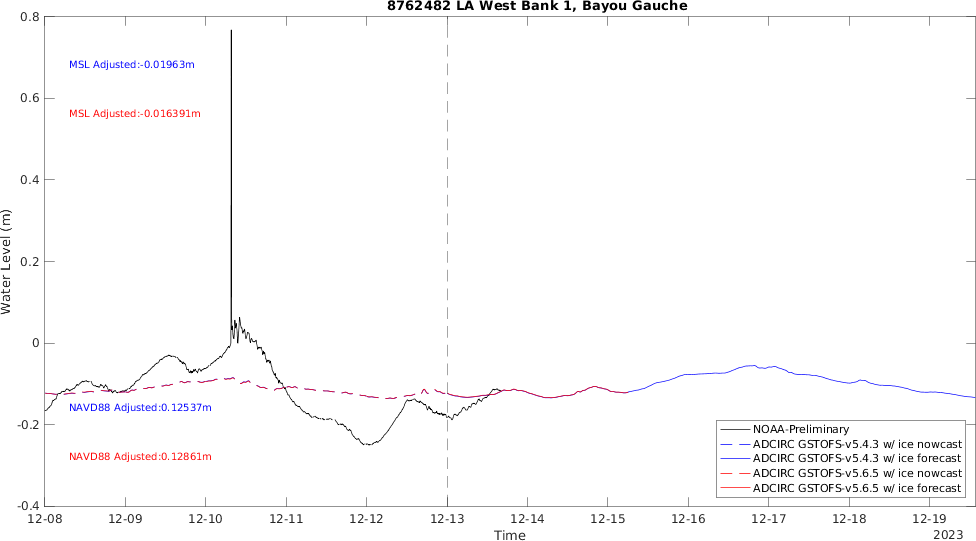 8762482 LA West Bank 1, Bayou Gauche
0.8
0.6
0.4
0.2
0
-0.2
-0.4
Water Level (m)
MSL Adjusted:-0.01963m
MSL Adjusted:-0.016391m
NAVD88 Adjusted:0.12537m
NAVD88 Adjusted:0.12861m
NOAA-Preliminary
ADCIRC GSTOFS-v5.4.3 w/ ice nowcast
ADCIRC GSTOFS-v5.4.3 w/ ice forecast
ADCIRC GSTOFS-v5.6.5 w/ ice nowcast
ADCIRC GSTOFS-v5.6.5 w/ ice forecast
12-08 12-09 12-10 12-11 12-12 12-13 12-14 12-15 12-16 12-17 12-18 12-19
Time
2023